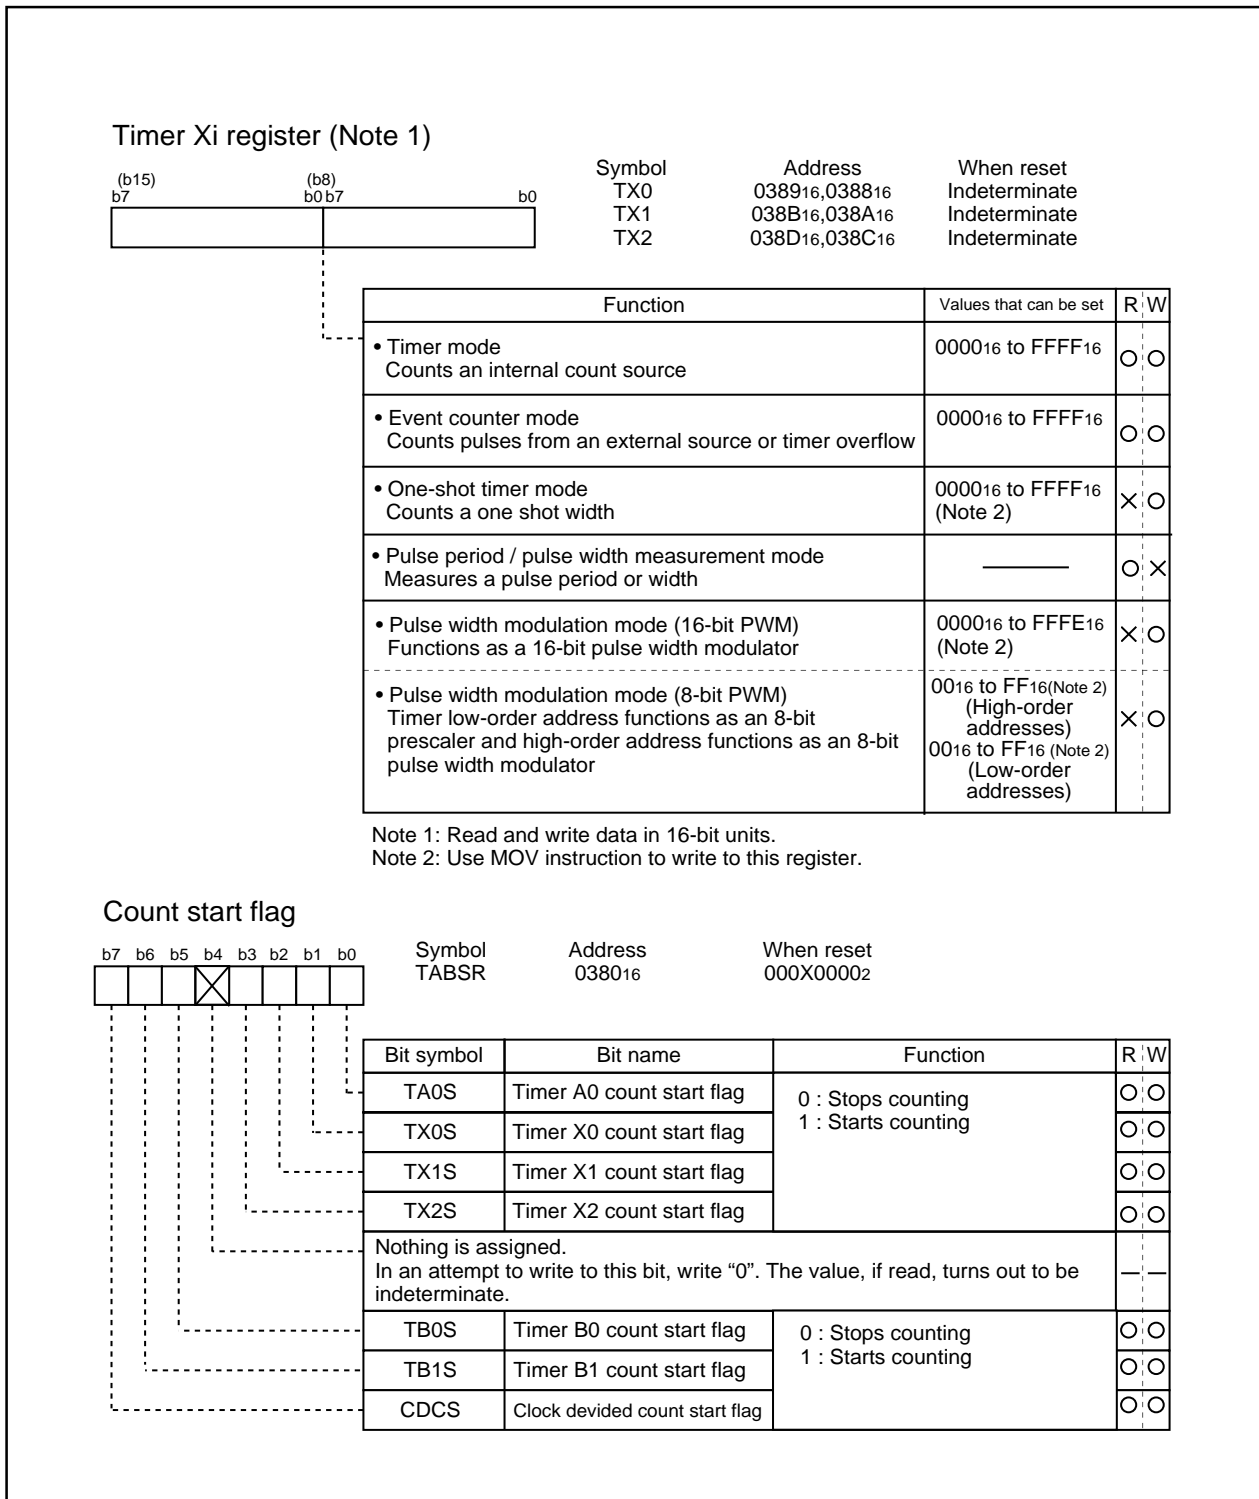 Timer Xi register (Note 1)
(b15) (b8)
b7 b0 b7 b0
Symbol Address When reset
TX0 038916,038816 Indeterminate
TX1 038B16,038A16 Indeterminate
TX2 038D16,038C16 Indeterminate
Function Values that can be set R W
• Timer mode 000016 to FFFF16
Counts an internal count source
• Event counter mode 000016 to FFFF16
Counts pulses from an external source or timer overflow
• One-shot timer mode 000016 to FFFF16
Counts a one shot width (Note 2)
• Pulse period / pulse width measurement mode
Measures a pulse period or width
• Pulse width modulation mode (16-bit PWM) 000016 to FFFE16
Functions as a 16-bit pulse width modulator (Note 2)
• Pulse width modulation mode (8-bit PWM)
Timer low-order address functions as an 8-bit
prescaler and high-order address functions as an 8-bit
pulse width modulator
0016 to FF16(Note 2)
(High-order
addresses)
0016 to FF16 (Note 2)
(Low-order
addresses)
Note 1: Read and write data in 16-bit units.
Note 2: Use MOV instruction to write to this register.
Count start flag
b7 b6 b5 b4 b3 b2 b1 b0
Symbol Address When reset
TABSR 038016 000X00002
Bit symbol Bit name Function R W
TA0S Timer A0 count start flag 0 : Stops counting
1 : Starts counting
TX0S Timer X0 count start flag
TX1S Timer X1 count start flag
TX2S Timer X2 count start flag
Nothing is assigned.
In an attempt to write to this bit, write “0”. The value, if read, turns out to be
indeterminate.
TB0S Timer B0 count start flag 0 : Stops counting
1 : Starts counting
TB1S Timer B1 count start flag
CDCS Clock devided count start flag